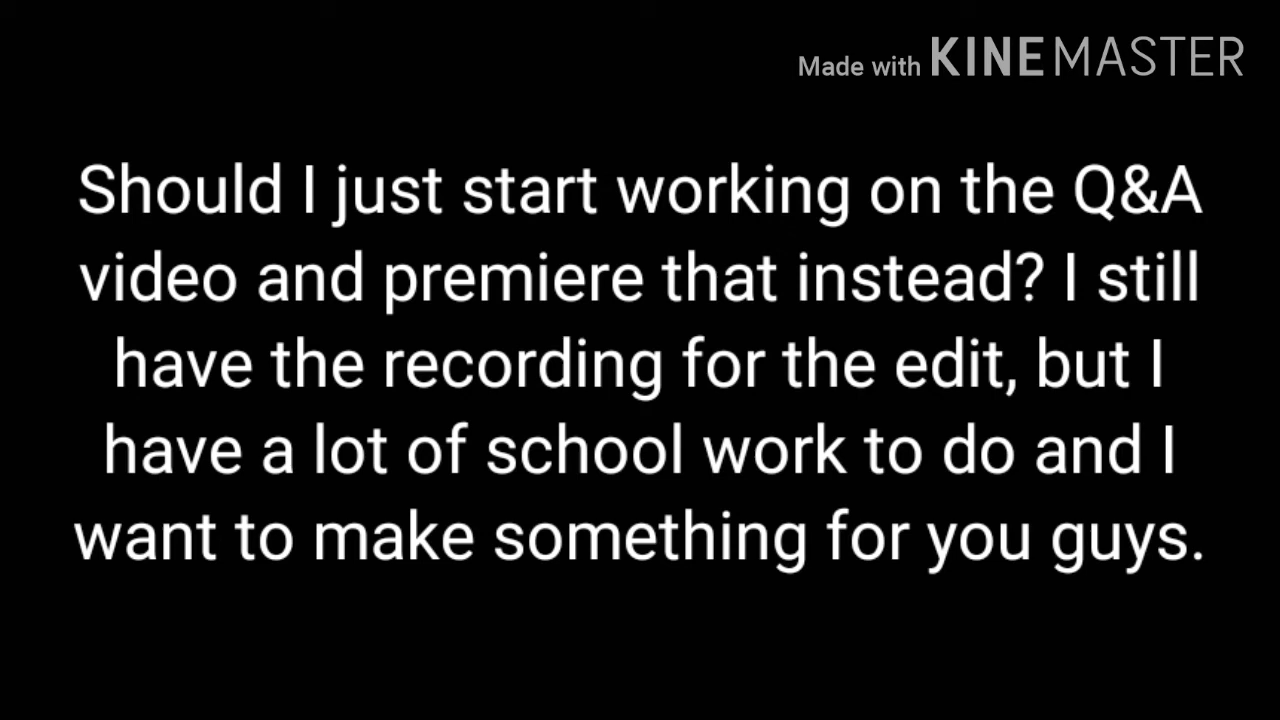 Made with KINEMASTER
Should I just start working on the Q&A
video and premiere that instead? I still
have the recording for the edit, but I
have a lot of school work to do and I
want to make something for you guys.